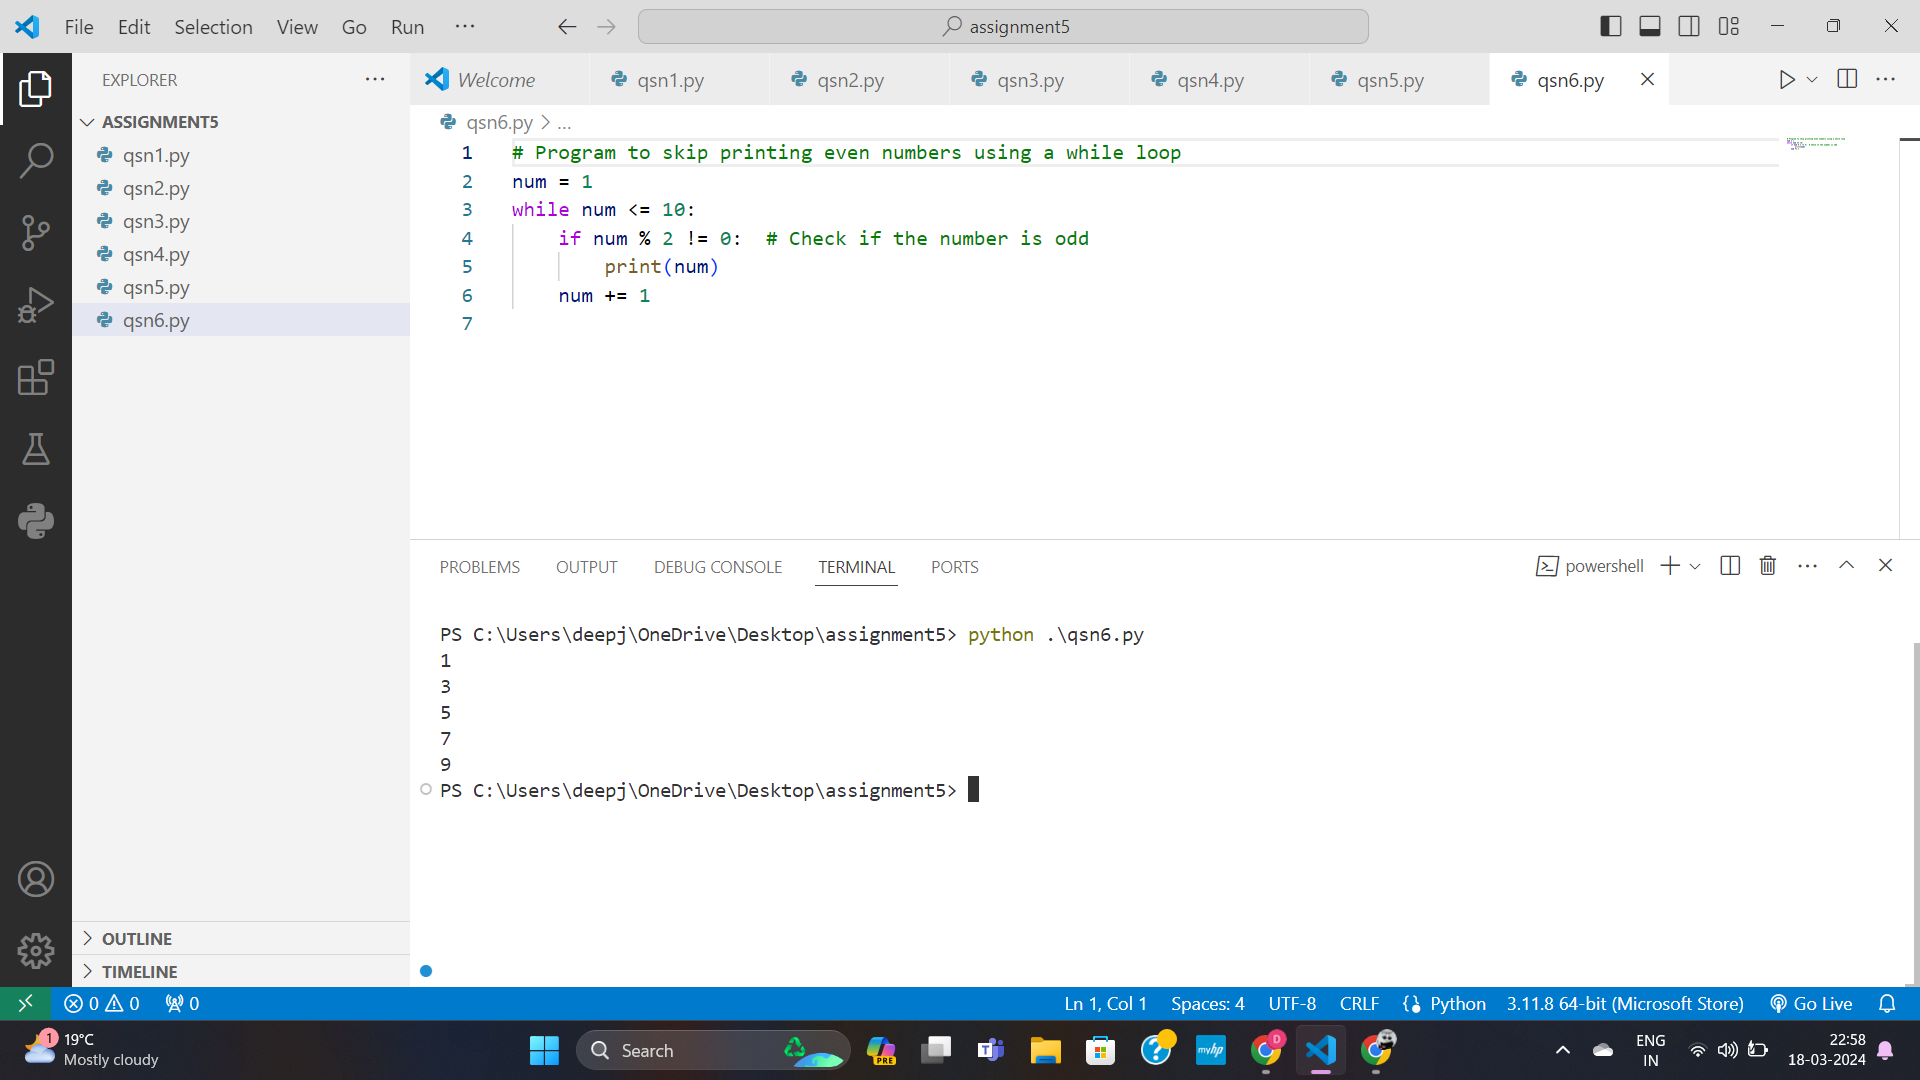 File Edit Selection View Go Run ···
assignment5
EXPLORER ···
Welcome qsn1.py qsn2.py qsn3.py qsn4.py qsn5.py qsn6.py
ASSIGNMENT5
qsn1.py
qsn2.py
qsn3.py
qsn4.py
qsn5.py
qsn6.py
OUTLINE
TIMELINE
qsn6.py > ...
1 # Program to skip printing even numbers using a while loop
2 num = 1
3 while num <= 10:
4 if num % 2 != 0:  # Check if the number is odd
5 print(num)
6 num += 1
7
PROBLEMS OUTPUT DEBUG CONSOLE TERMINAL PORTS
powershell
PS C:\Users\deepj\OneDrive\Desktop\assignment5> python .\qsn6.py
1
3
5
7
9
PS C:\Users\deepj\OneDrive\Desktop\assignment5>
0 0 0
Ln 1, Col 1 Spaces: 4 UTF-8 CRLF Python 3.11.8 64-bit (Microsoft Store) Go Live
1
19°C
Mostly cloudy
Search
PRE
myhp
D
ENG
IN
22:58
18-03-2024